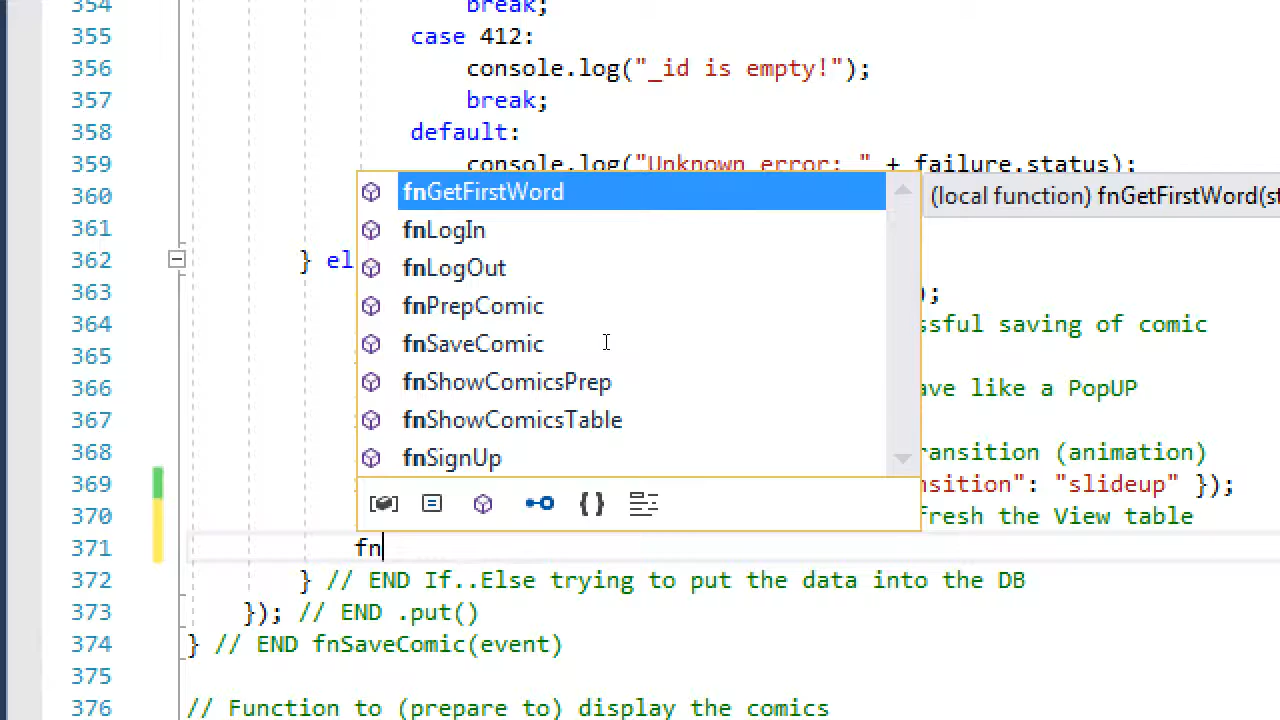 354 break;
355 case 412:
356 console.log("_id is empty!");
357 break;
358 default:
359 console.log("Unknown error: " + failure.status);
360 fnGetFirstWord (local function) fnGetFirstWord(st
361 fnLogIn
362 } el fnLogOut
363 fnPrepComic );
364 fnSaveComic ssful saving of comic
365
366 fnShowComicsPrep ave like a PopUP
367 fnShowComicsTable
368 fnSignUp ransition (animation)
369 nsition": "slideup" });
370 fresh the View table
371 fn
372 } // END If..Else trying to put the data into the DB
373 }); // END .put()
374 } // END fnSaveComic(event)
375
376 // Function to (prepare to) display the comics